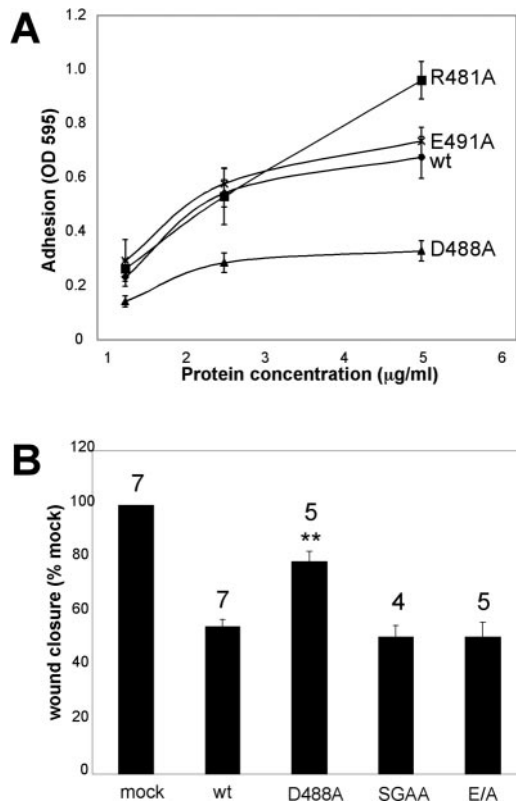 A
1.2
1.0
0.8
0.6
0.4
0.2
0
Adhesion (OD 595)
R481A
E491A
wt
D488A
1 2 3 4 5 6
Protein concentration (μg/ml)
B
120
100
80
60
40
20
0
wound closure (% mock)
7
7
5
**
4
5
mock wt D488A SGAA E/A